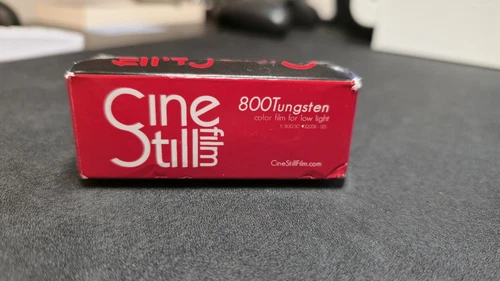 Cine
Still
film
800Tungsten
color film for low light
CineStillFilm.com